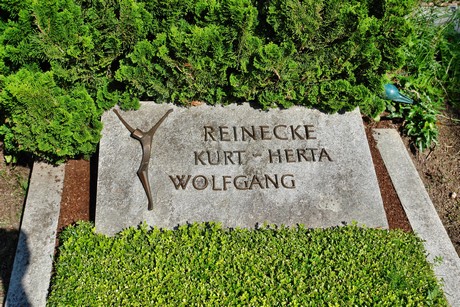 REINECKE
KURT - HERTA
WOLFGANG